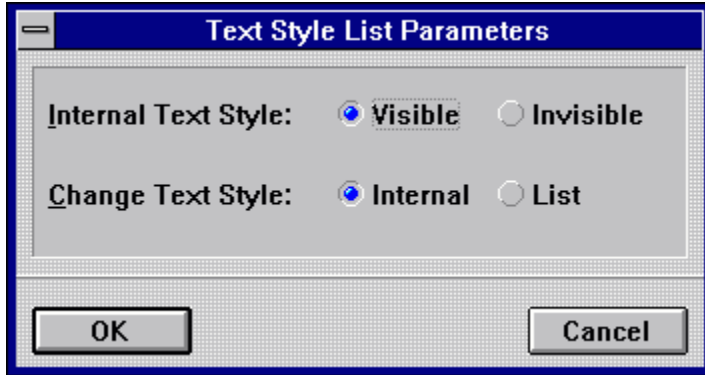 Text Style List Parameters
Internal Text Style: Visible Invisible
Change Text Style: Internal List
OK Cancel